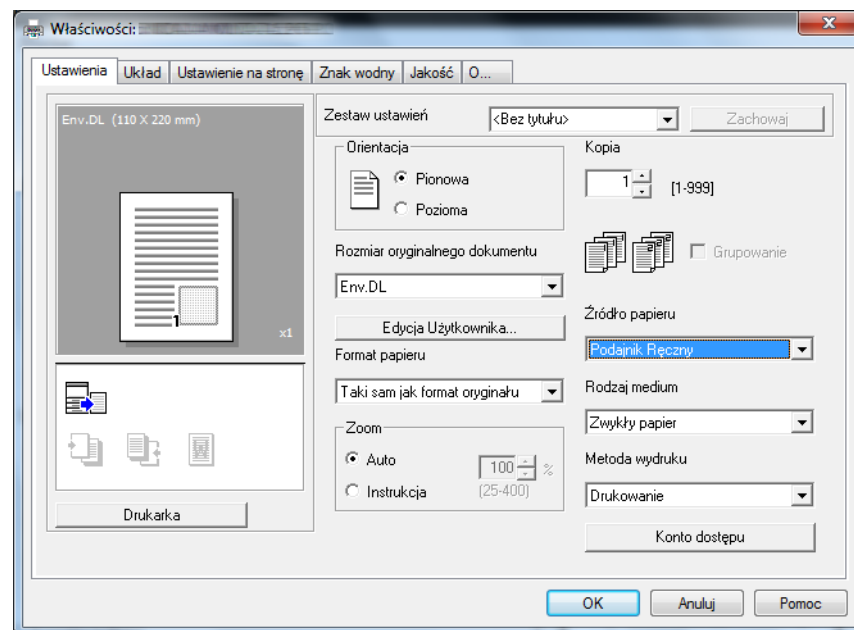 Właściwości:
Ustawienia Układ Ustawienie na stronę Znak wodny Jakość O...
Env.DL (110 X 220 mm)
1
x1
Drukarka
Zestaw ustawień <Bez tytułu> Zachowaj
Orientacja
Pionowa
Pozioma
Rozmiar oryginalnego dokumentu
Env.DL
Edycja Użytkownika...
Format papieru
Taki sam jak format oryginału
Zoom
Auto 100 %
Instrukcja (25-400)
Kopia
1 [1-999]
Grupowanie
Źródło papieru
Podajnik Ręczny
Rodzaj medium
Zwykły papier
Metoda wydruku
Drukowanie
Konto dostępu
OK Anuluj Pomoc